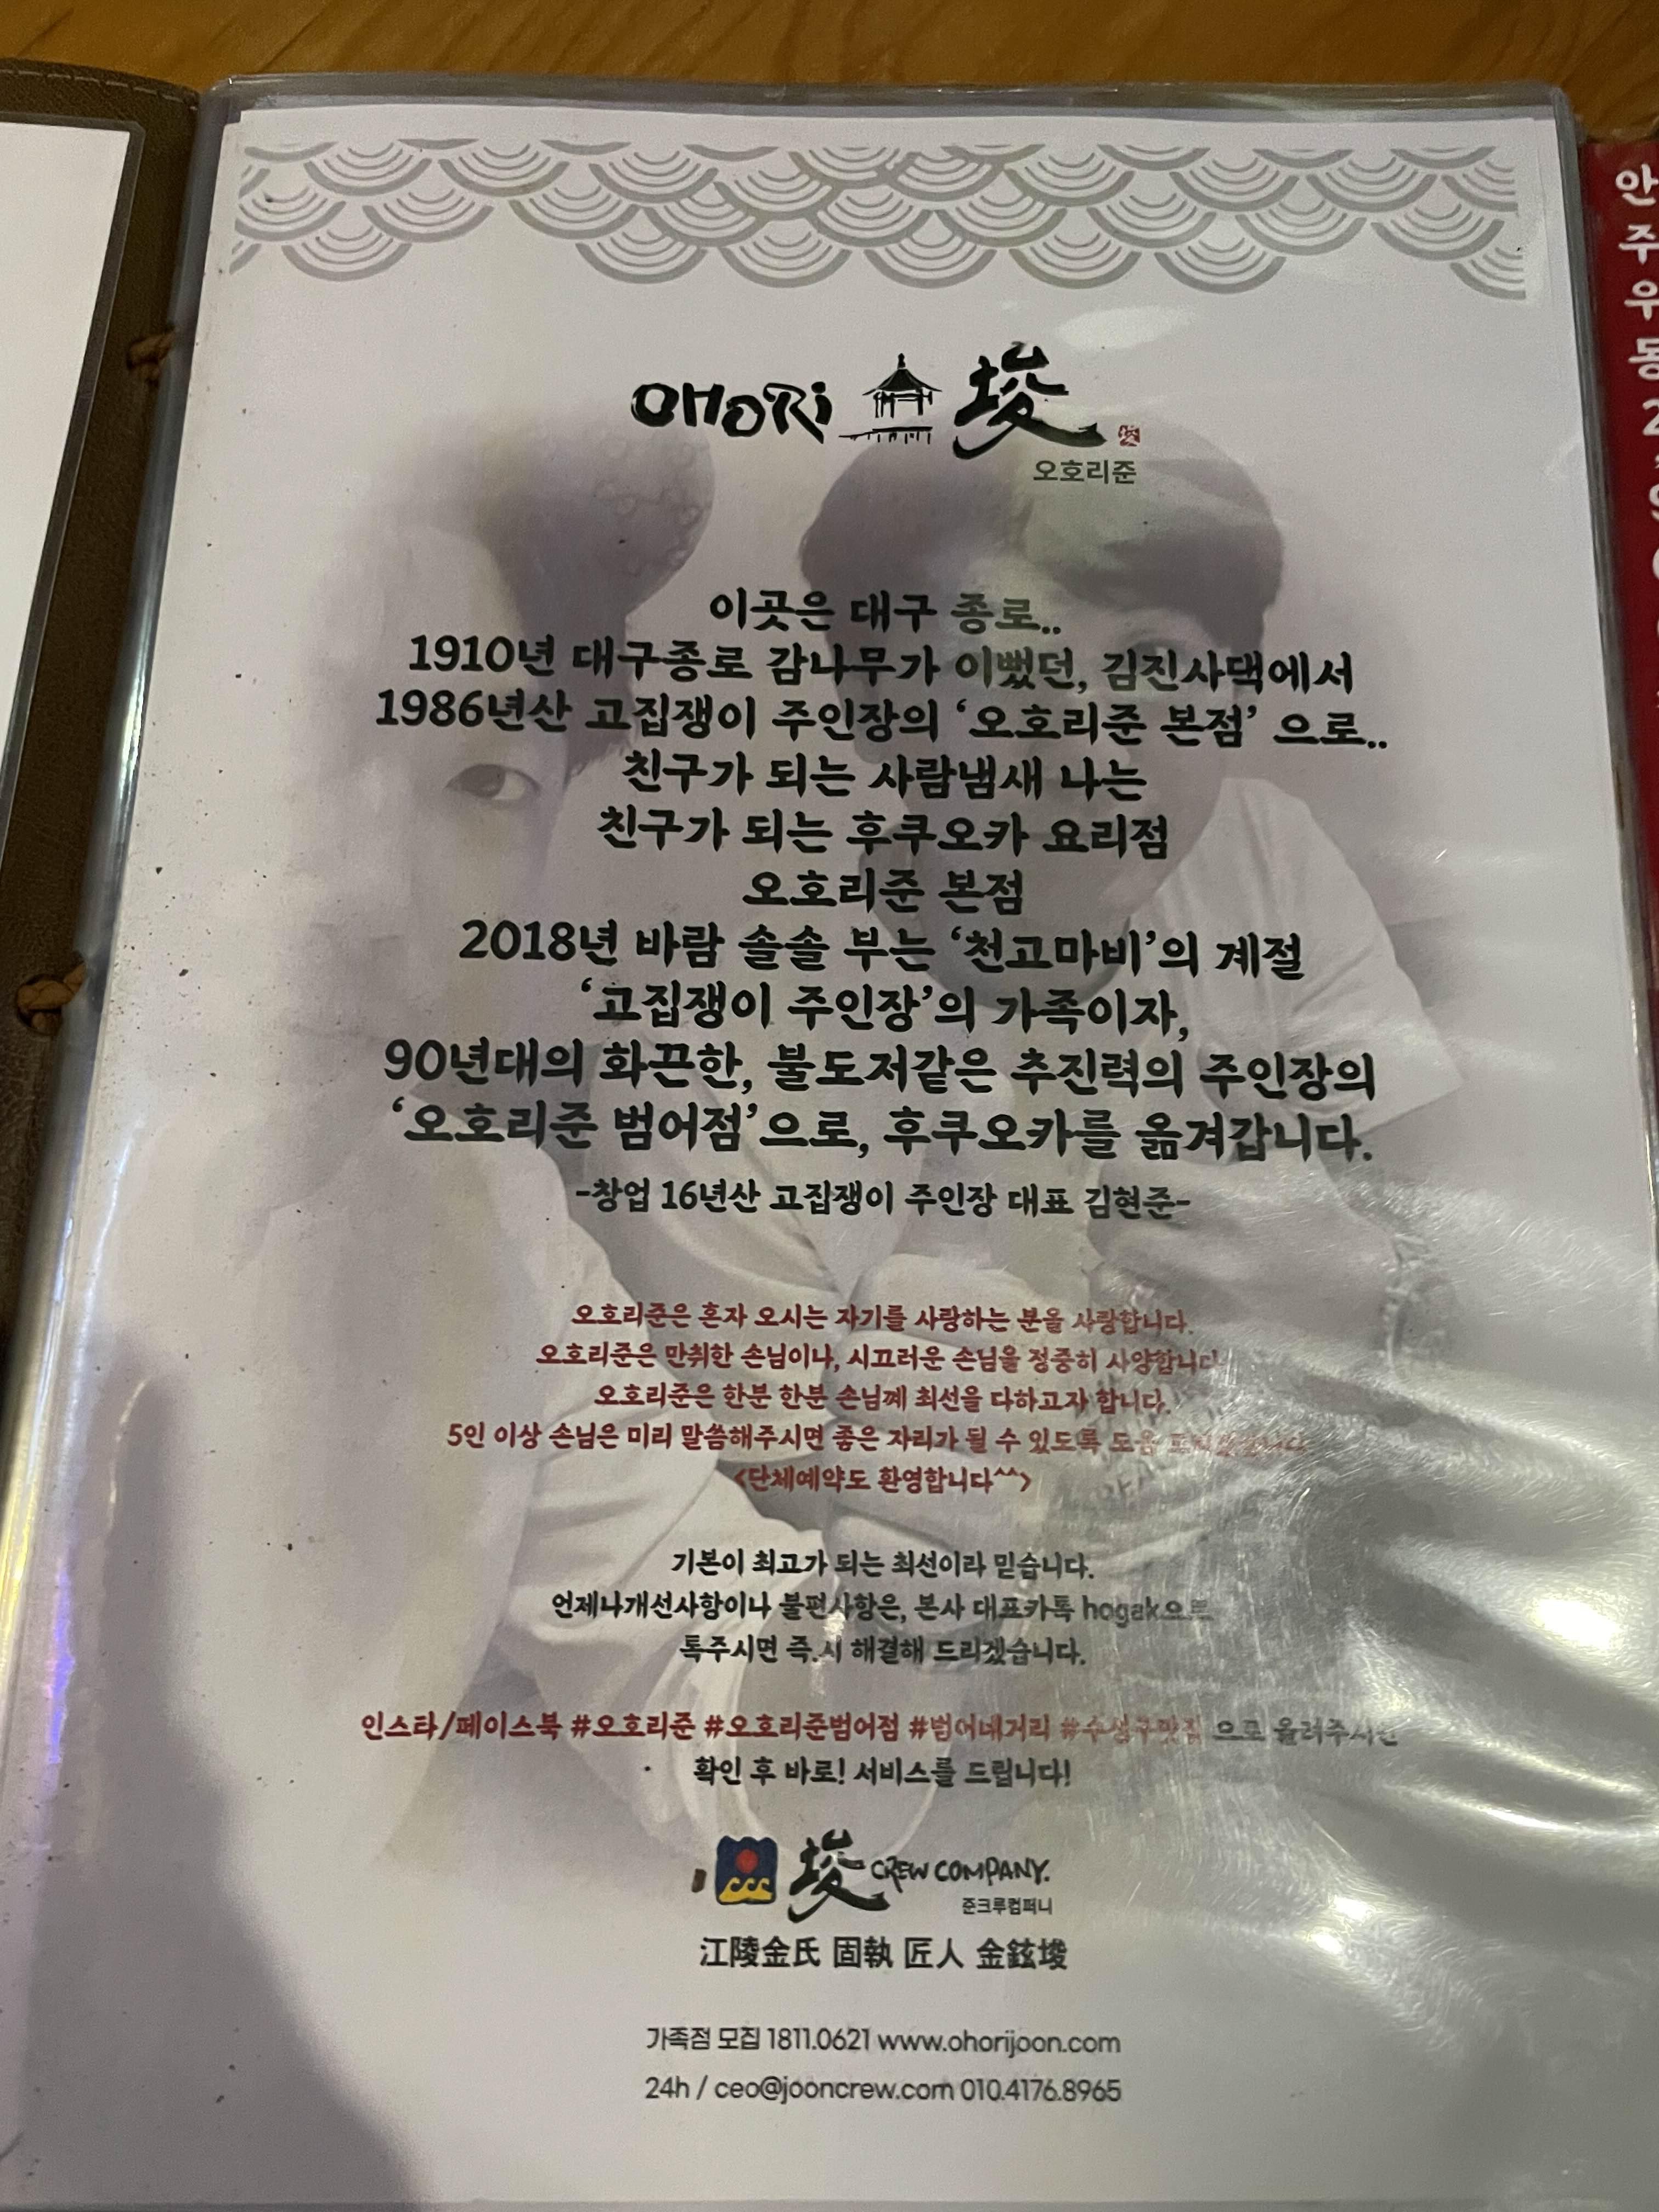 OHORi 埈
오호리준
이곳은 대구 종로..
1910년 대구종로 감나무가 이뻤던, 김진사댁에서
1986년산 고집쟁이 주인장의 ‘오호리준 본점’ 으로..
친구가 되는 사람냄새 나는
친구가 되는 후쿠오카 요리점
오호리준 본점
2018년 바람 솔솔 부는 ‘천고마비’의 계절
‘고집쟁이 주인장’의 가족이자,
90년대의 화끈한, 불도저같은 추진력의 주인장의
‘오호리준 범어점’으로, 후쿠오카를 옮겨갑니다.
-창업 16년산 고집쟁이 주인장 대표 김현준-
오호리준은 혼자 오시는 자기를 사랑하는 분을 사랑합니다.
오호리준은 만취한 손님이나, 시끄러운 손님을 정중히 사양합니다
오호리준은 한분 한분 손님께 최선을 다하고자 합니다.
5인 이상 손님은 미리 말씀해주시면 좋은 자리가 될 수 있도록 도움
<단체예약도 환영합니다^^>
기본이 최고가 되는 최선이라 믿습니다.
언제나개선사항이나 불편사항은, 본사 대표카톡 hogak으로
톡주시면 즉.시 해결해 드리겠습니다.
인스타/페이스북 #오호리준 #오호리준범어점 #범어네거리 #수성구맛집 으로 올려주시면
확인 후 바로! 서비스를 드립니다!
埈 CREW COMPANY.
준크루컴퍼니
江陵金氏 固執 匠人 金鉉埈
가족점 모집 1811.0621 www.ohorijoon.com
24h / ceo@jooncrew.com 010.4176.8965
안
주
우
동
2